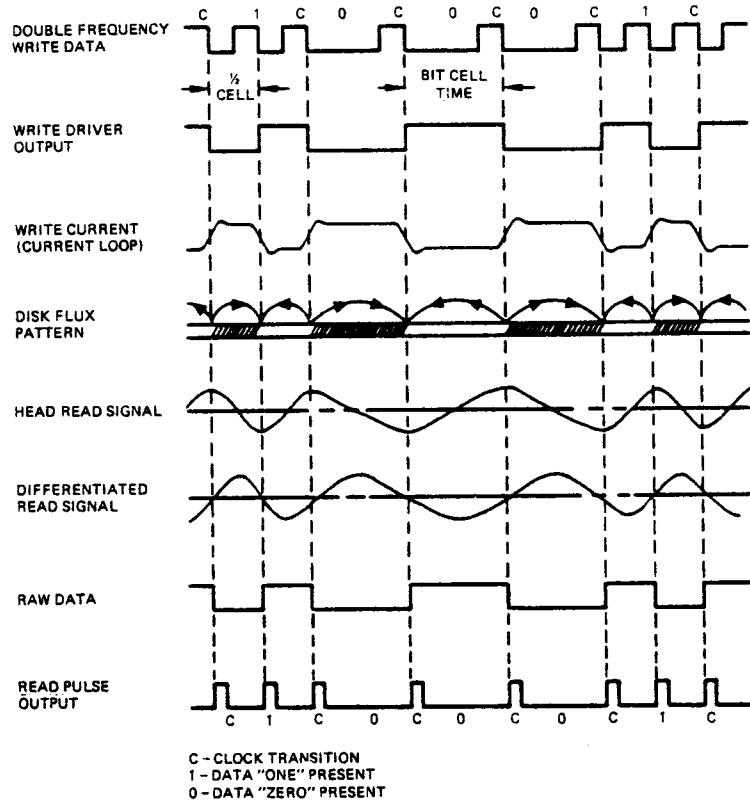 C 1 C 0 C 0 C 0 C 1 C
DOUBLE FREQUENCY
WRITE DATA
½
CELL
BIT CELL
TIME
WRITE DRIVER
OUTPUT
WRITE CURRENT
(CURRENT LOOP)
DISK FLUX
PATTERN
HEAD READ SIGNAL
DIFFERENTIATED
READ SIGNAL
RAW DATA
READ PULSE
OUTPUT
C 1 C 0 C 0 C 0 C 1 C
C – CLOCK TRANSITION
1 – DATA "ONE" PRESENT
0 – DATA "ZERO" PRESENT